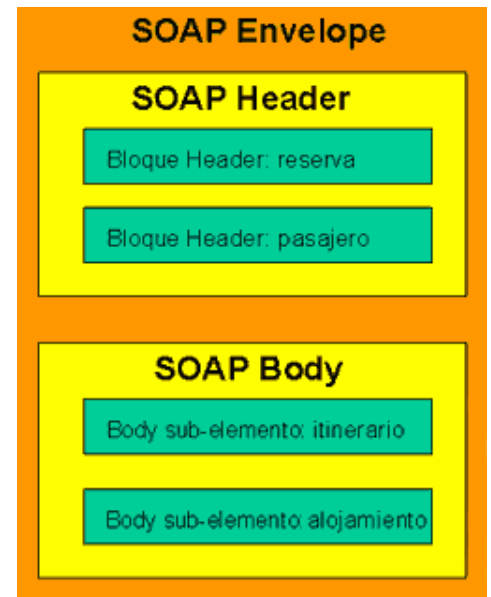 SOAP Envelope
SOAP Header
Bloque Header: reserva
Bloque Header: pasajero
SOAP Body
Body sub-elemento: itinerario
Body sub-elemento: alojamiento